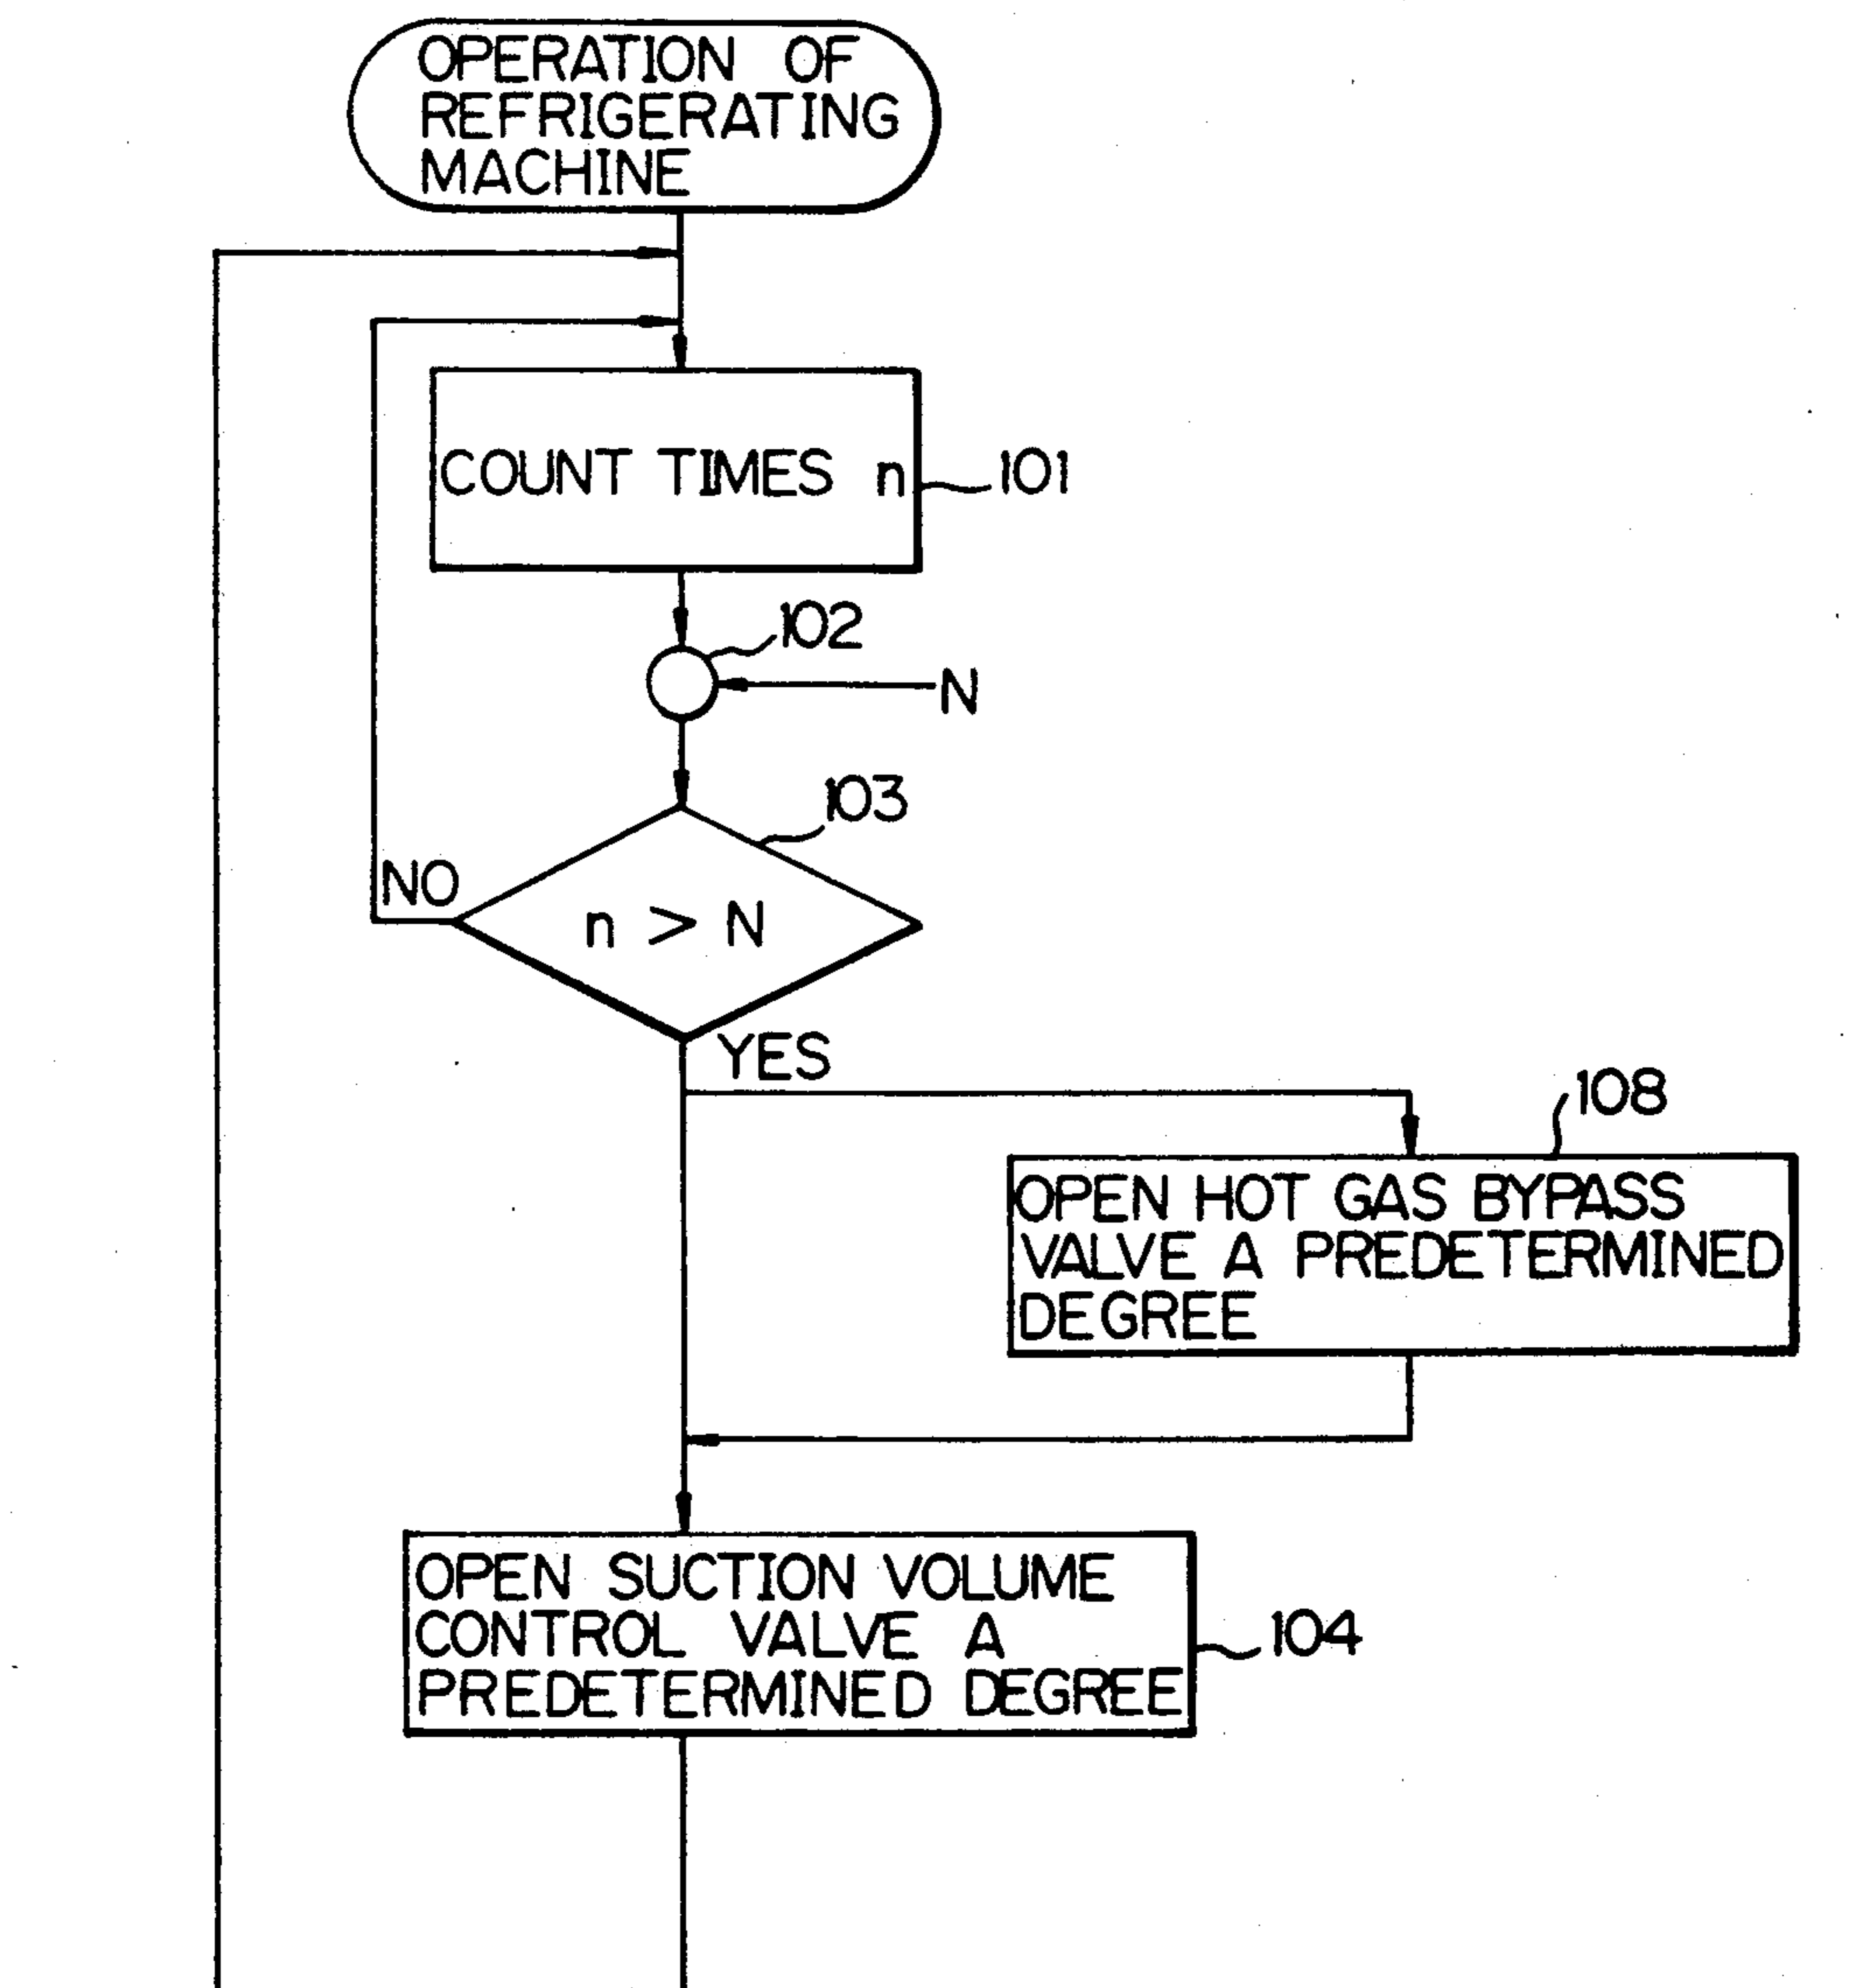 OPERATION OF
REFRIGERATING
MACHINE
COUNT TIMES n
101
102
N
103
NO
n > N
YES
108
OPEN HOT GAS BYPASS
VALVE A PREDETERMINED
DEGREE
OPEN SUCTION VOLUME
CONTROL VALVE A
PREDETERMINED DEGREE
104